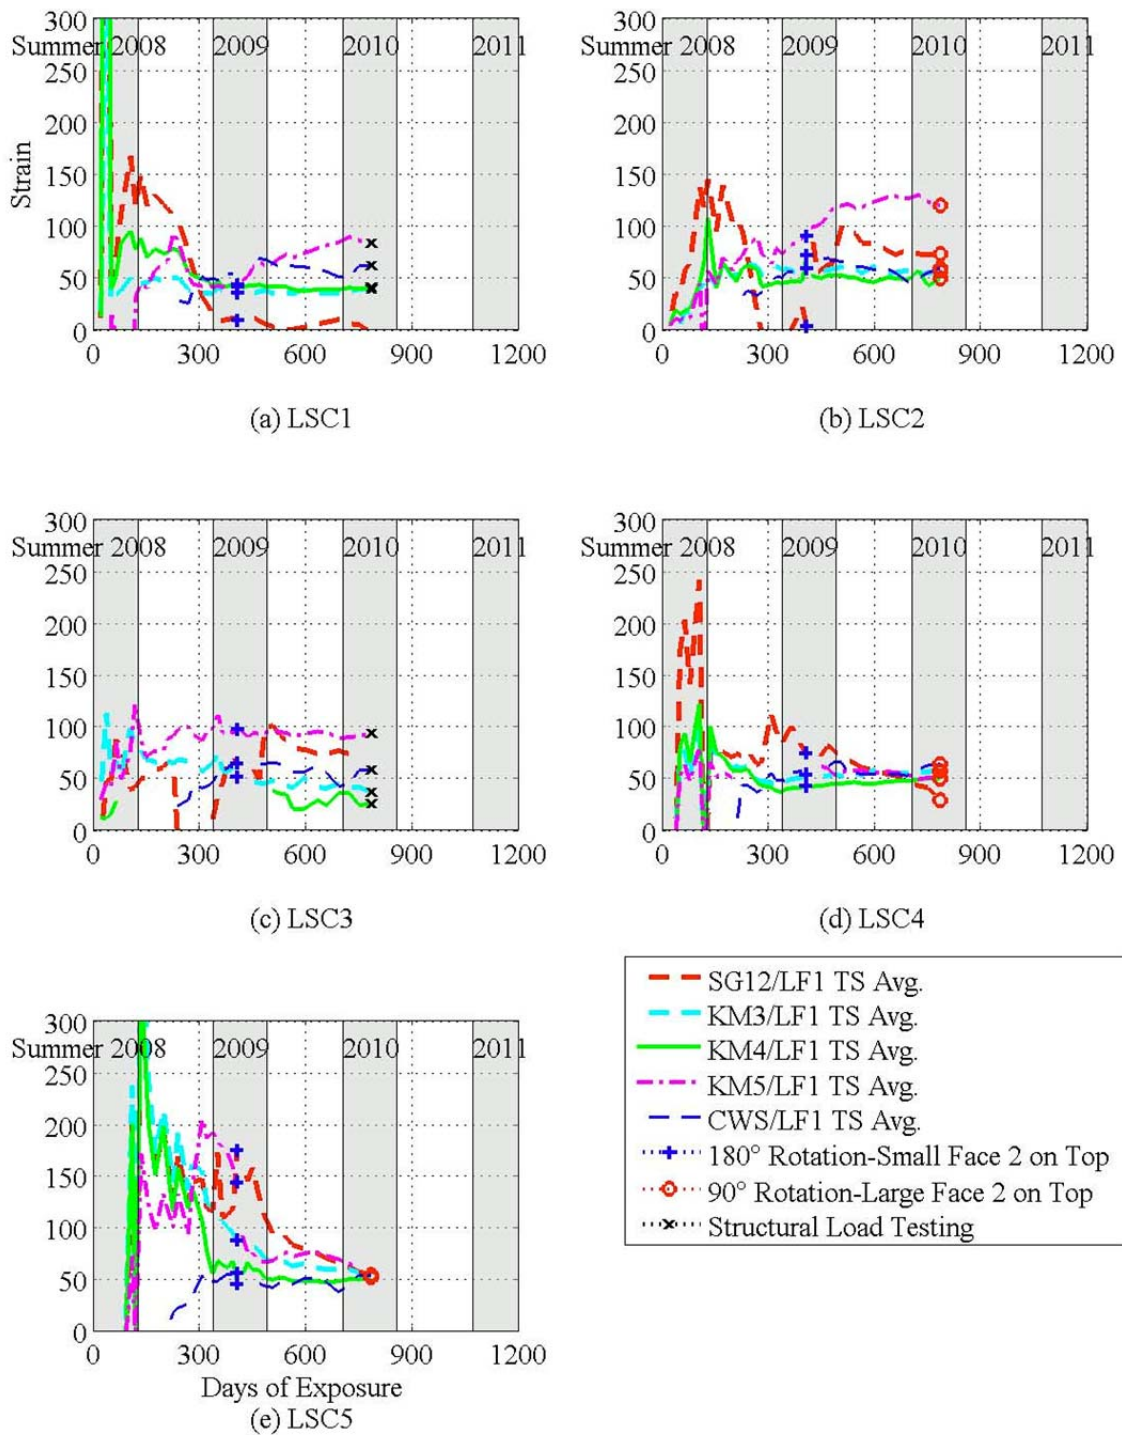 300
250
200
150
100
50
0
Strain
Summer 2008
2009
2010
2011
0 300 600 900 1200
(a) LSC1
300
250
200
150
100
50
0
Summer 2008
2009
2010
2011
0 300 600 900 1200
(b) LSC2
300
250
200
150
100
50
0
Summer 2008
2009
2010
2011
0 300 600 900 1200
(c) LSC3
300
250
200
150
100
50
0
Summer 2008
2009
2010
2011
0 300 600 900 1200
(d) LSC4
300
250
200
150
100
50
0
Summer 2008
2009
2010
2011
0 300 600 900 1200
Days of Exposure
(e) LSC5
SG12/LF1 TS Avg.
KM3/LF1 TS Avg.
KM4/LF1 TS Avg.
KM5/LF1 TS Avg.
CWS/LF1 TS Avg.
180° Rotation-Small Face 2 on Top
90° Rotation-Large Face 2 on Top
Structural Load Testing